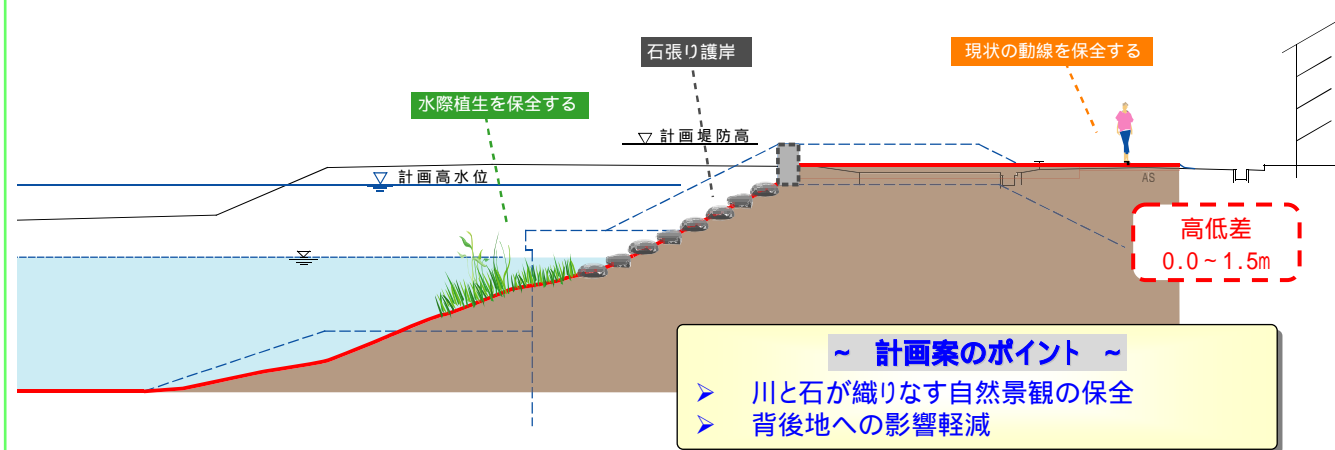 石張り護岸
現状の動線を保全する
水際植生を保全する
計画堤防高
計画高水位
AS
高低差
0.0~1.5m
~ 計画案のポイント ~
➢ 川と石が織りなす自然景観の保全
➢ 背後地への影響軽減